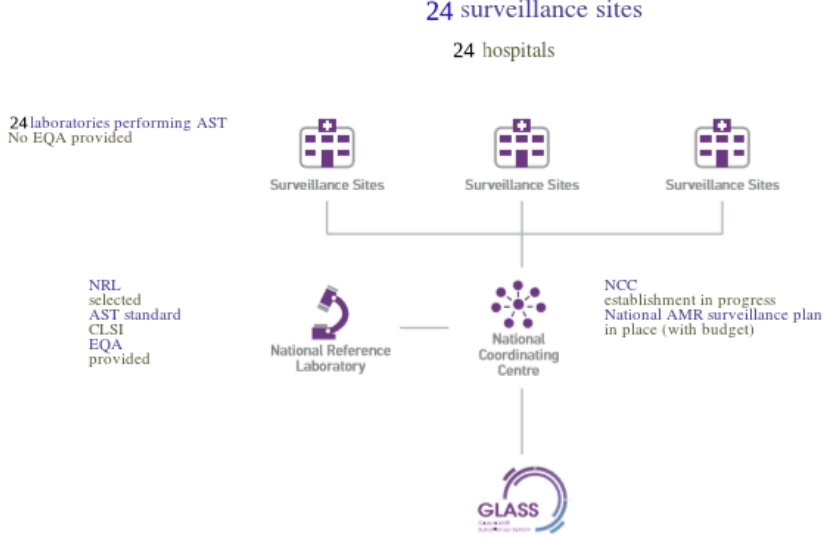 24 surveillance sites
24 hospitals
24 laboratories performing AST
No EQA provided
Surveillance Sites
Surveillance Sites
Surveillance Sites
NRL
selected
AST standard
CLSI
EQA
provided
National Reference
Laboratory
National
Coordinating
Centre
NCC
establishment in progress
National AMR surveillance plan
in place (with budget)
GLASS